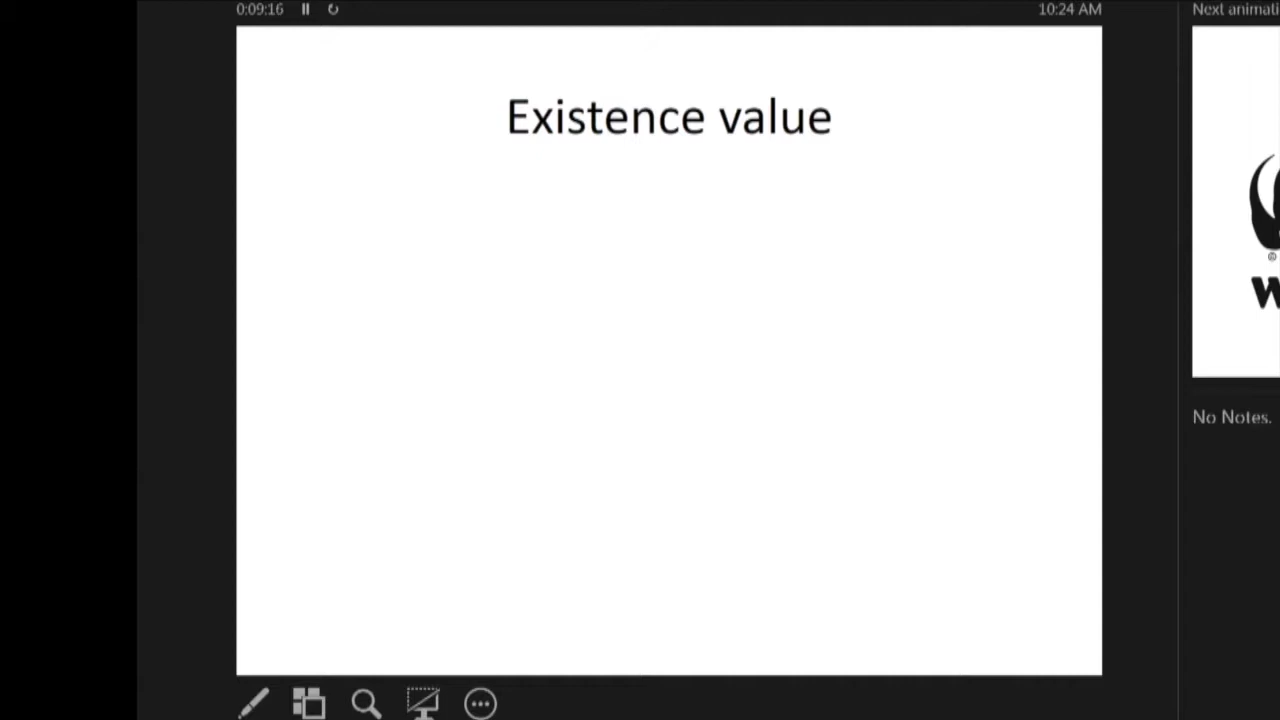 0:09:16
10:24 AM
Next animati
Existence value
©
W
No Notes.